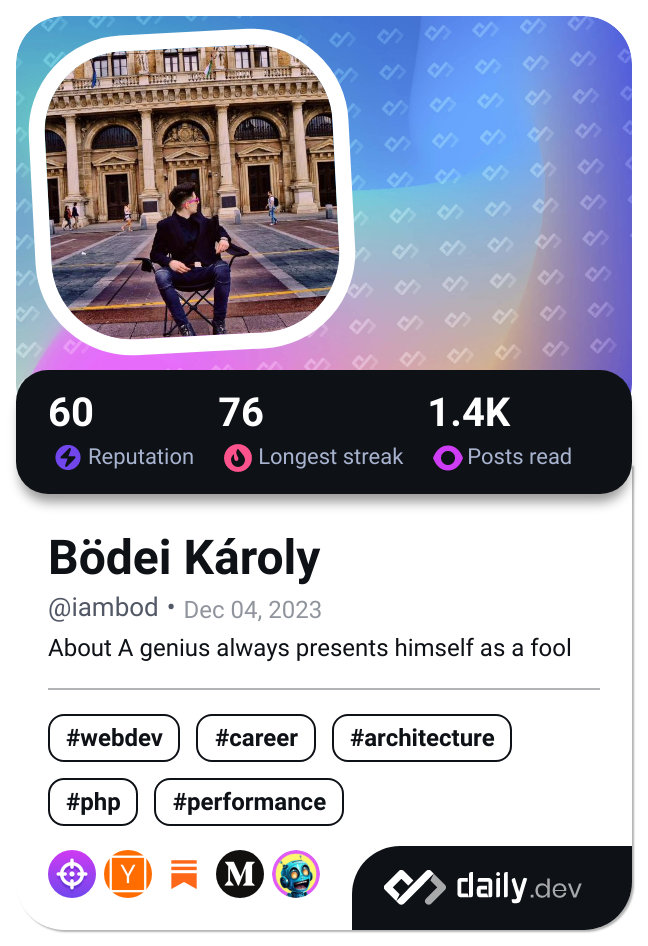 60 76 1.4K
Reputation Longest streak Posts read
Bödei Károly
@iambod • Dec 04, 2023
About A genius always presents himself as a fool
#webdev #career #architecture
#php #performance
Y M
daily.dev